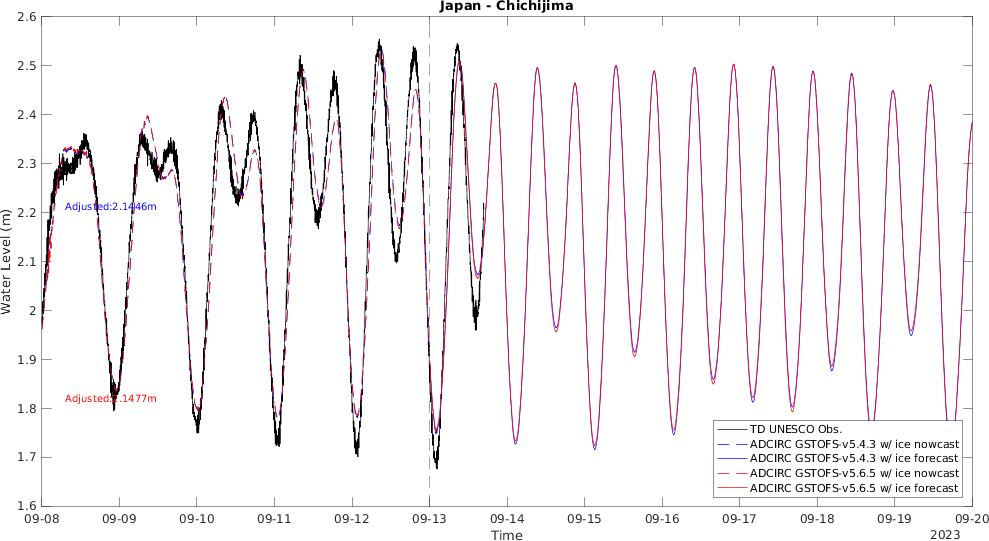 Japan - Chichijima
2.6
2.5
2.4
2.3
2.2
2.1
2
1.9
1.8
1.7
1.6
Water Level (m)
Adjusted:2.1446m
Adjusted:2.1477m
TD UNESCO Obs.
ADCIRC GSTOFS-v5.4.3 w/ ice nowcast
ADCIRC GSTOFS-v5.4.3 w/ ice forecast
ADCIRC GSTOFS-v5.6.5 w/ ice nowcast
ADCIRC GSTOFS-v5.6.5 w/ ice forecast
09-08 09-09 09-10 09-11 09-12 09-13 09-14 09-15 09-16 09-17 09-18 09-19 09-20
Time
2023